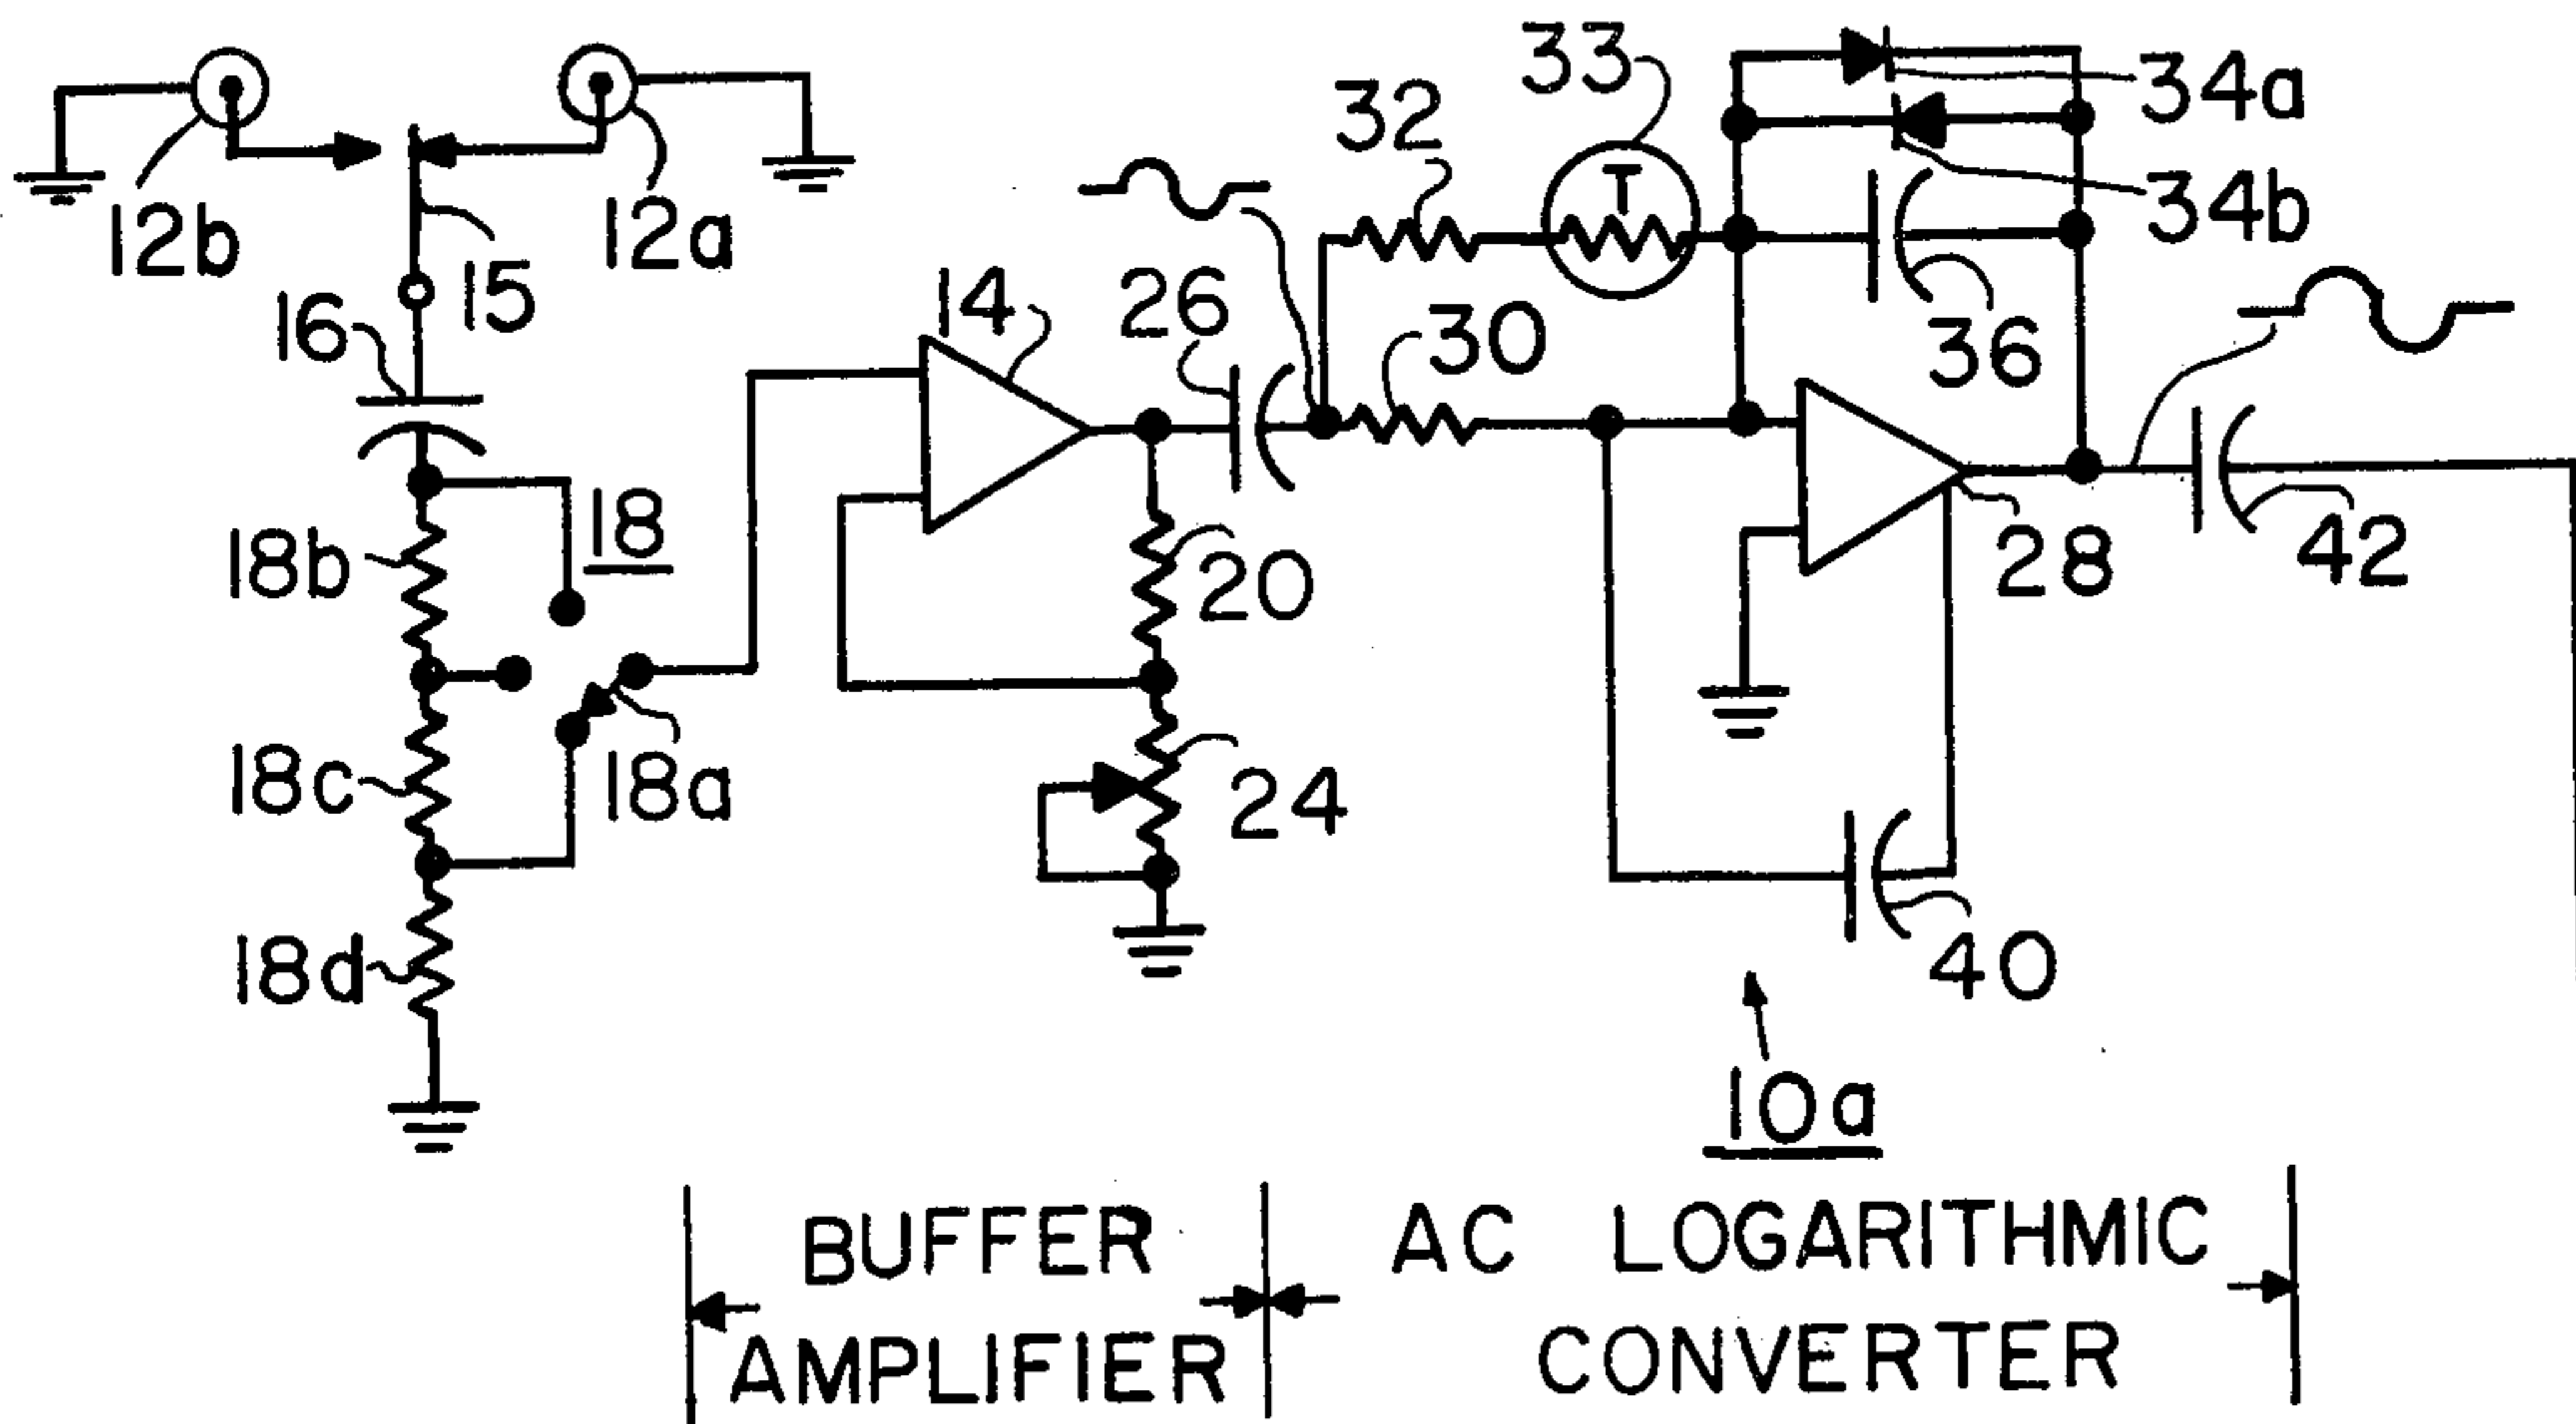 33
34a
32
34b
12b
12a
15
16
14
26
30
36
18
18b
20
28
42
18c
18a
24
18d
40
10a
BUFFER
AMPLIFIER
AC LOGARITHMIC
CONVERTER
T